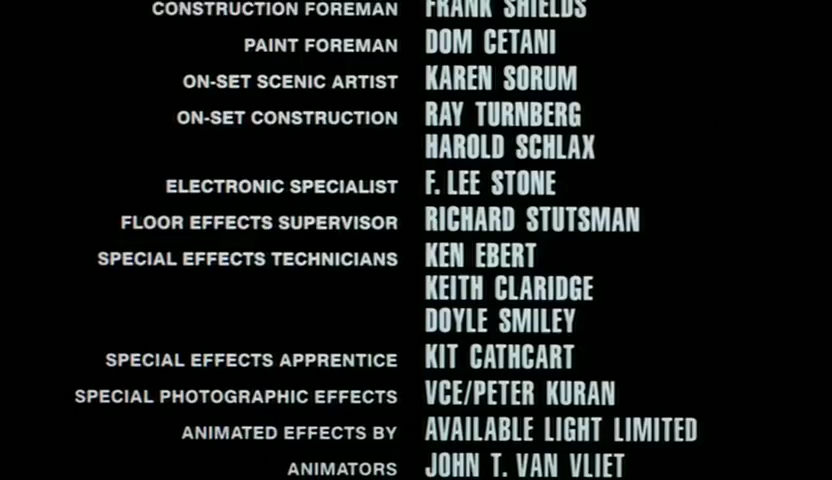 CONSTRUCTION FOREMAN FRANK SHIELDS
PAINT FOREMAN DOM CETANI
ON-SET SCENIC ARTIST KAREN SORUM
ON-SET CONSTRUCTION RAY TURNBERG
HAROLD SCHLAX
ELECTRONIC SPECIALIST F. LEE STONE
FLOOR EFFECTS SUPERVISOR RICHARD STUTSMAN
SPECIAL EFFECTS TECHNICIANS KEN EBERT
KEITH CLARIDGE
DOYLE SMILEY
SPECIAL EFFECTS APPRENTICE KIT CATHCART
SPECIAL PHOTOGRAPHIC EFFECTS VCE/PETER KURAN
ANIMATED EFFECTS BY AVAILABLE LIGHT LIMITED
ANIMATORS JOHN T. VAN VLIET